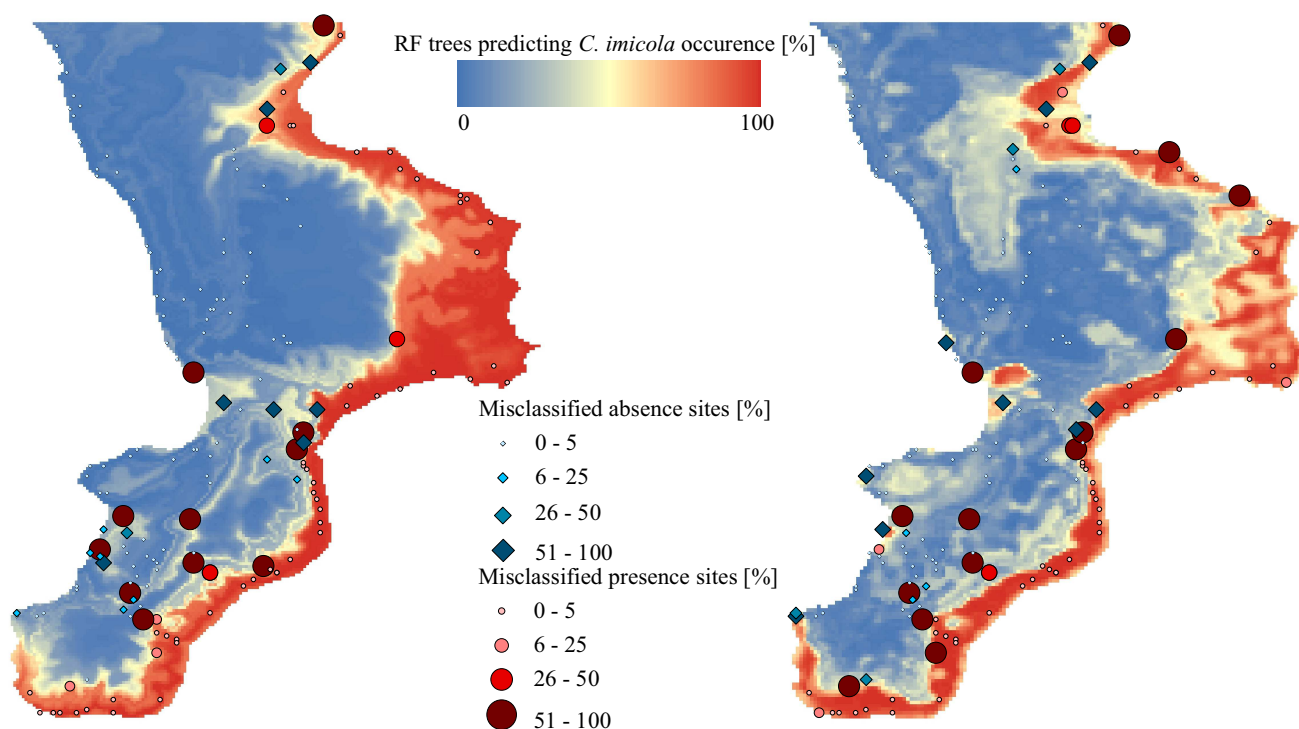 RF trees predicting C. imicola occurence [%]
0 100
Misclassified absence sites [%]
0 - 5
6 - 25
26 - 50
51 - 100
Misclassified presence sites [%]
0 - 5
6 - 25
26 - 50
51 - 100